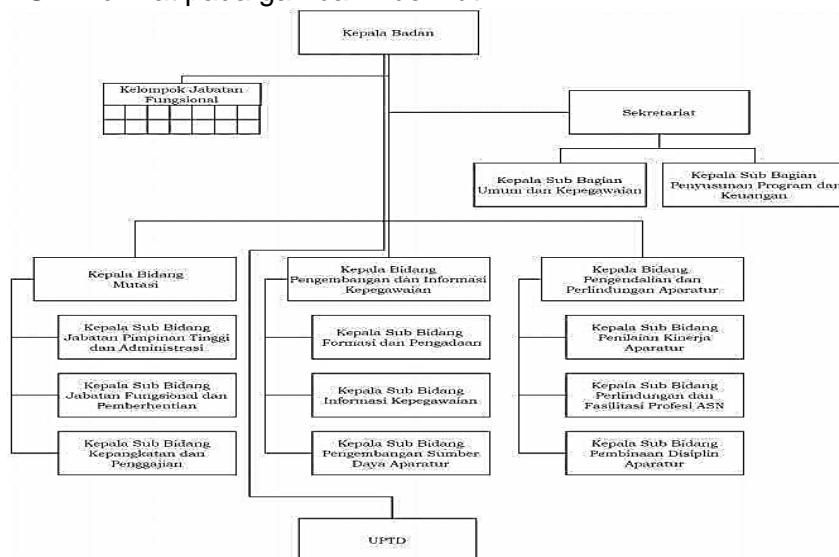 Kepala Badan
Kelompok Jabatan
Fungsional
Sekretariat
Kepala Sub Bagian
Umum dan Kepegawaian
Kepala Sub Bagian
Penyusunan Program dan
Keuangan
Kepala Bidang
Mutasi
Kepala Bidang
Pengembangan dan Informasi
Kepegawaian
Kepala Bidang
Pengendalian dan
Perlindungan Aparatur
Kepala Sub Bidang
Jabatan Pimpinan Tinggi
dan Administrasi
Kepala Sub Bidang
Formasi dan Pengadaan
Kepala Sub Bidang
Penilaian Kinerja
Aparatur
Kepala Sub Bidang
Jabatan Fungsional dan
Pemberhentian
Kepala Sub Bidang
Informasi Kepegawaian
Kepala Sub Bidang
Perlindungan dan
Fasilitasi Profesi ASN
Kepala Sub Bidang
Kepangkatan dan
Penggajian
Kepala Sub Bidang
Pengembangan Sumber
Daya Aparatur
Kepala Sub Bidang
Pembinaan Disiplin
Aparatur
UPTD